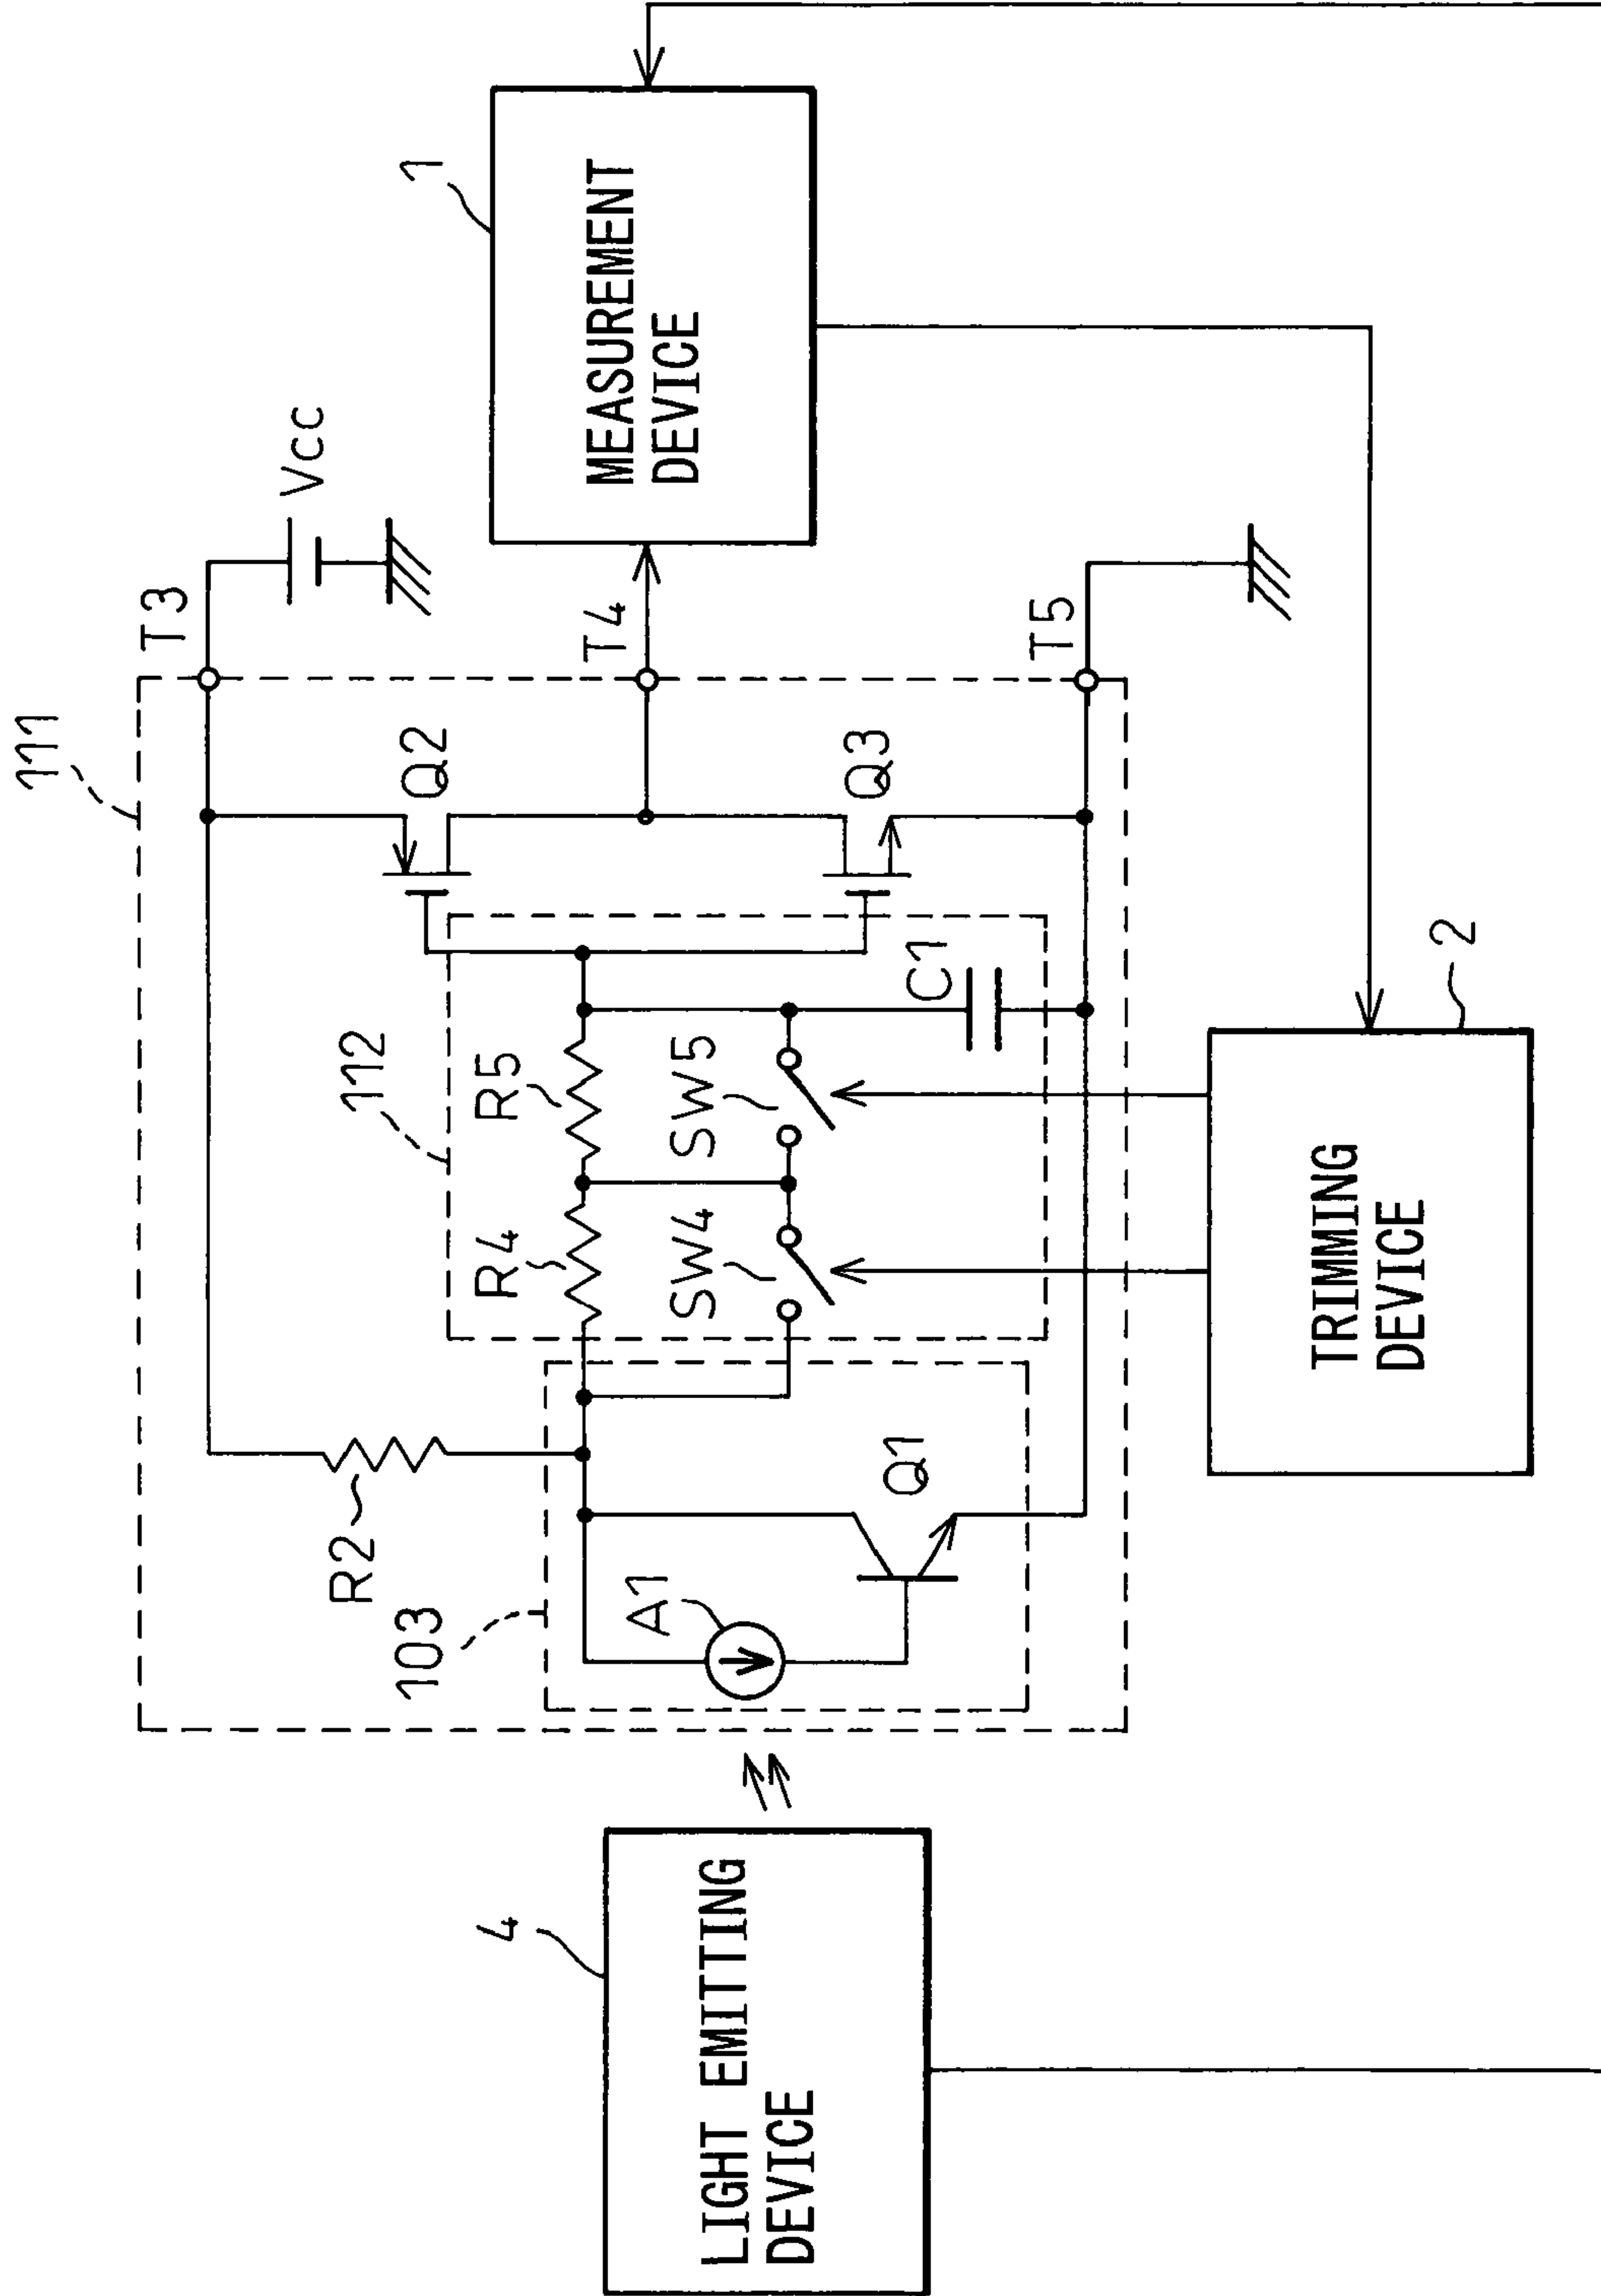 111
T3
Vcc
1
MEASUREMENT
DEVICE
R2
112
Q2
T4
103
A1
R4
R5
SW4
SW5
C1
Q1
Q3
T5
4
LIGHT EMITTING
DEVICE
TRIMMING
DEVICE
2